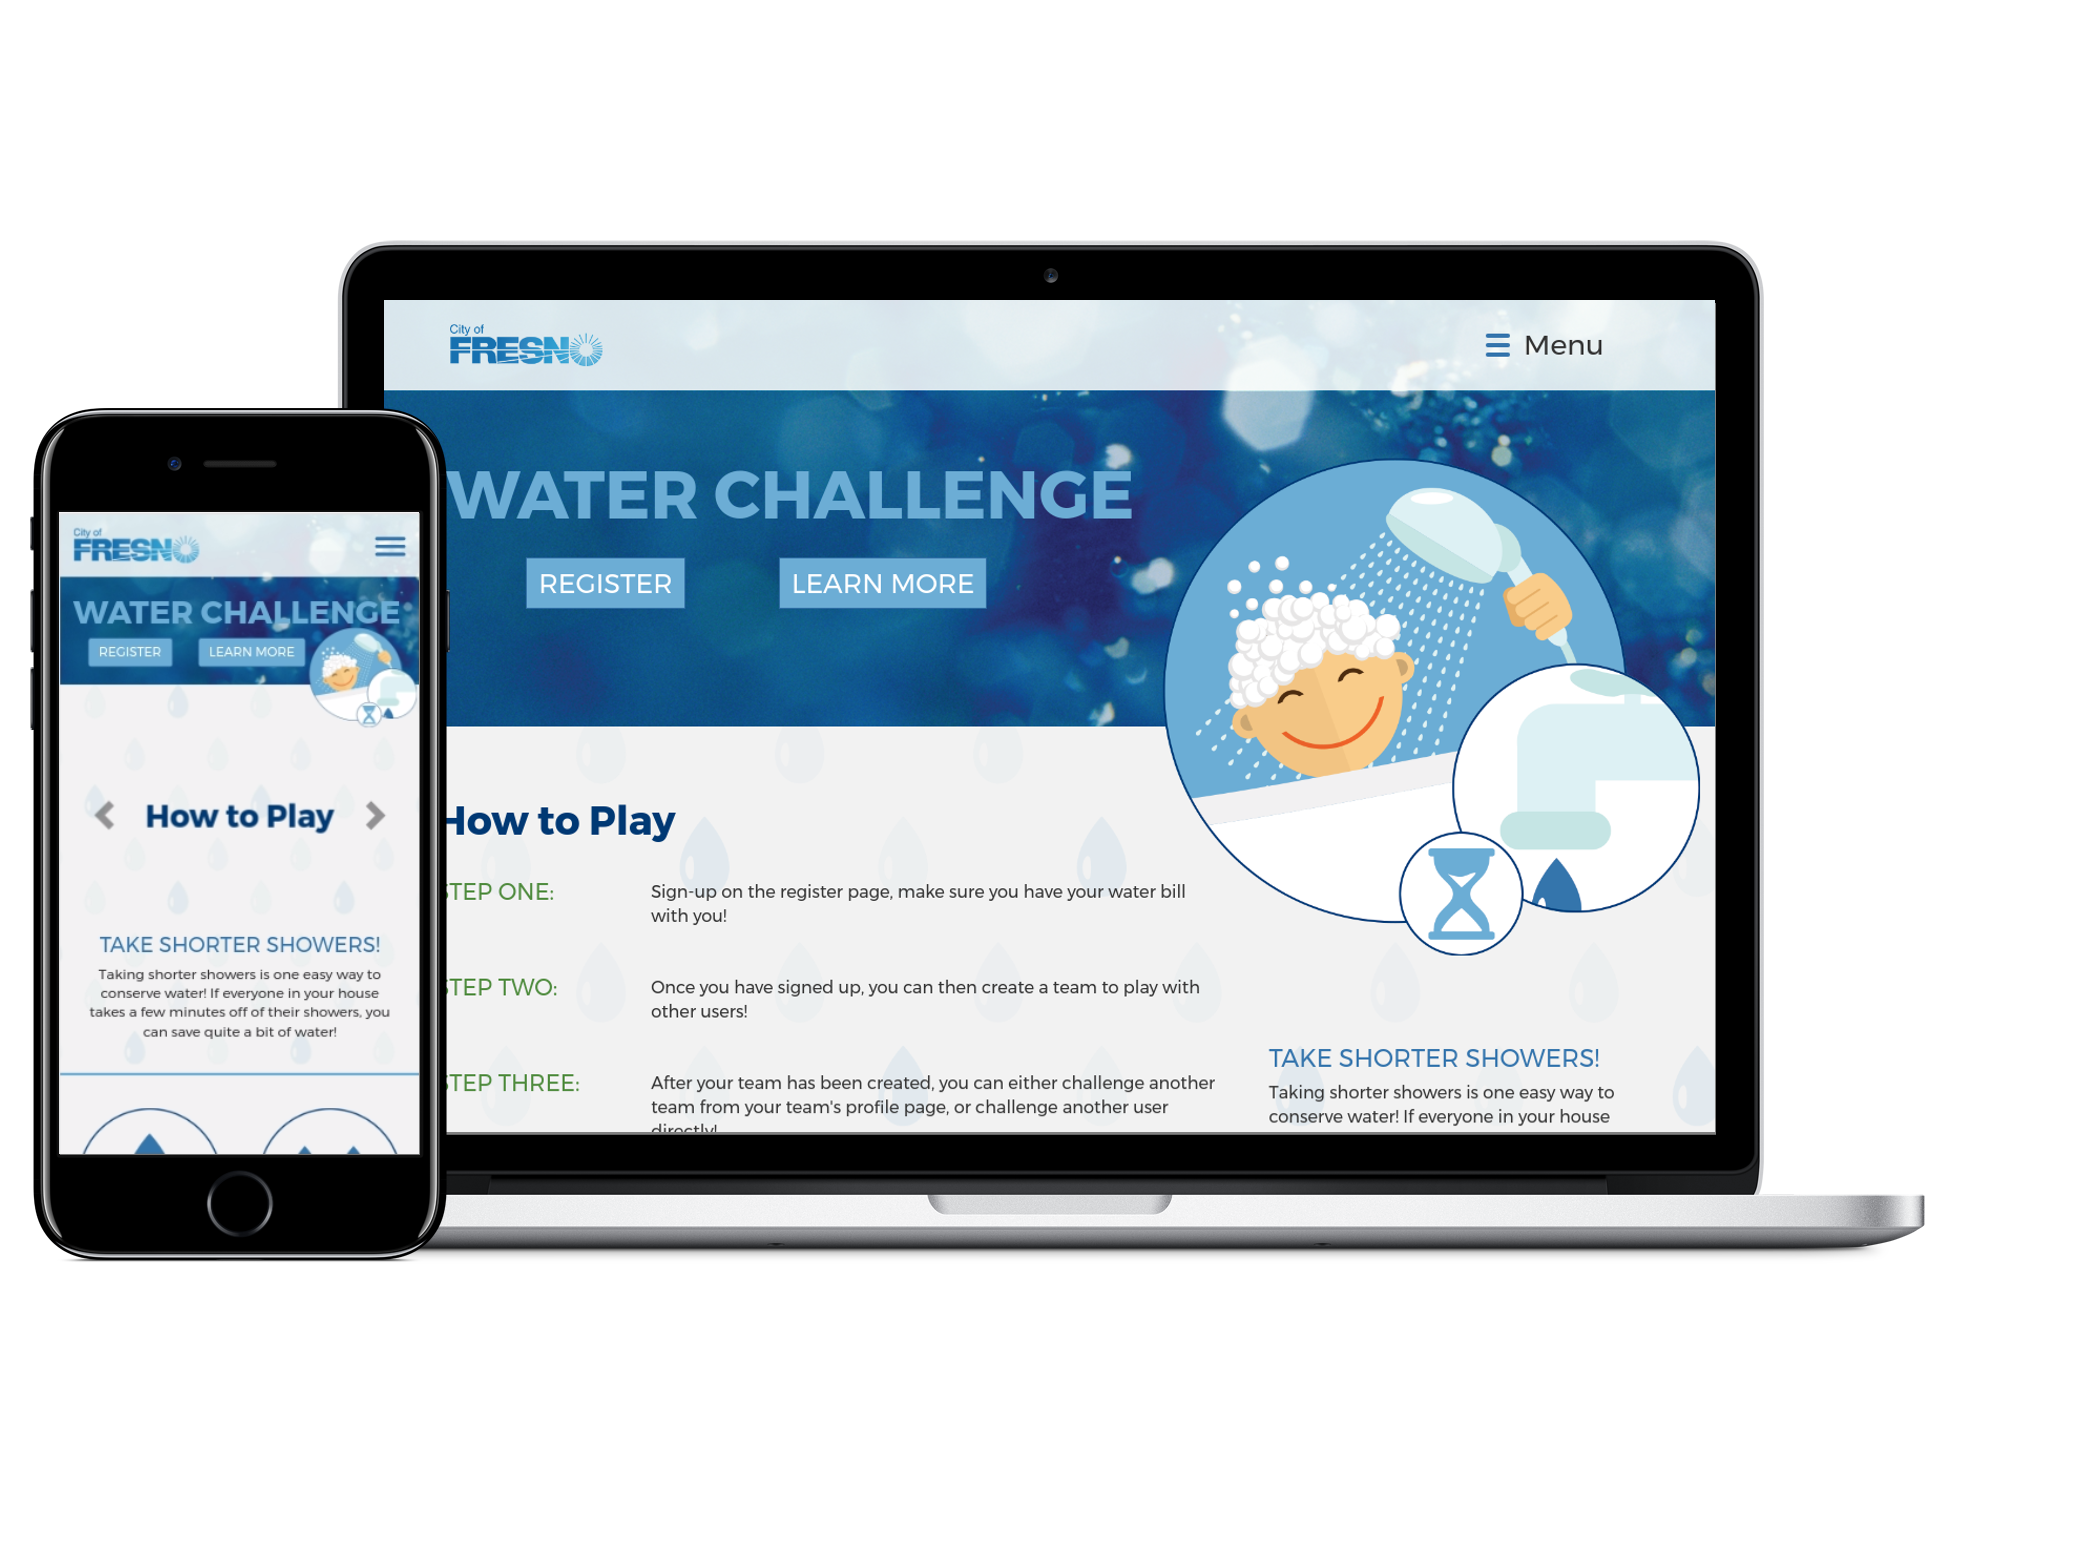 City of
FRESNO
Menu
WATER CHALLENGE
REGISTER
LEARN MORE
How to Play
STEP ONE:
Sign-up on the register page, make sure you have your water bill
with you!
STEP TWO:
Once you have signed up, you can then create a team to play with
other users!
STEP THREE:
After your team has been created, you can either challenge another
team from your team's profile page, or challenge another user
directly!
TAKE SHORTER SHOWERS!
Taking shorter showers is one easy way to
conserve water! If everyone in your house
City of
FRESNO
WATER CHALLENGE
REGISTER
LEARN MORE
How to Play
TAKE SHORTER SHOWERS!
Taking shorter showers is one easy way to
conserve water! If everyone in your house
takes a few minutes off of their showers, you
can save quite a bit of water!